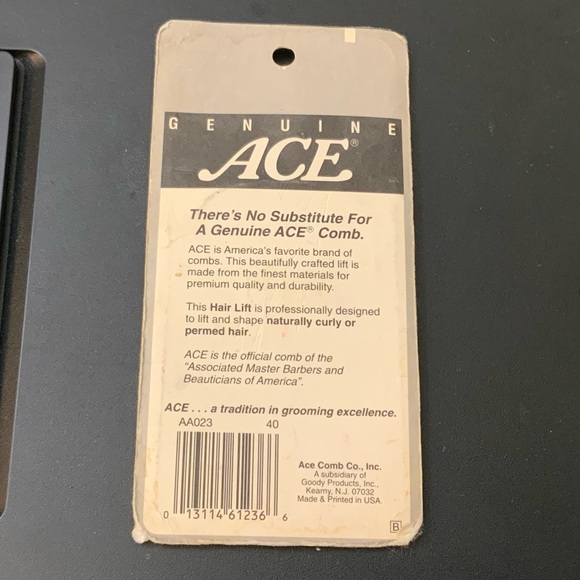 GENUINE
ACE®
There's No Substitute For
A Genuine ACE® Comb.
ACE is America's favorite brand of
combs. This beautifully crafted lift is
made from the finest materials for
premium quality and durability.
This Hair Lift is professionally designed
to lift and shape naturally curly or
permed hair.
ACE is the official comb of the
"Associated Master Barbers and
Beauticians of America".
ACE . . . a tradition in grooming excellence.
AA023 40
0 13114 61236 6
Ace Comb Co., Inc.
A subsidiary of
Goody Products, Inc.,
Kearny, N.J. 07032
Made & Printed in USA.
B